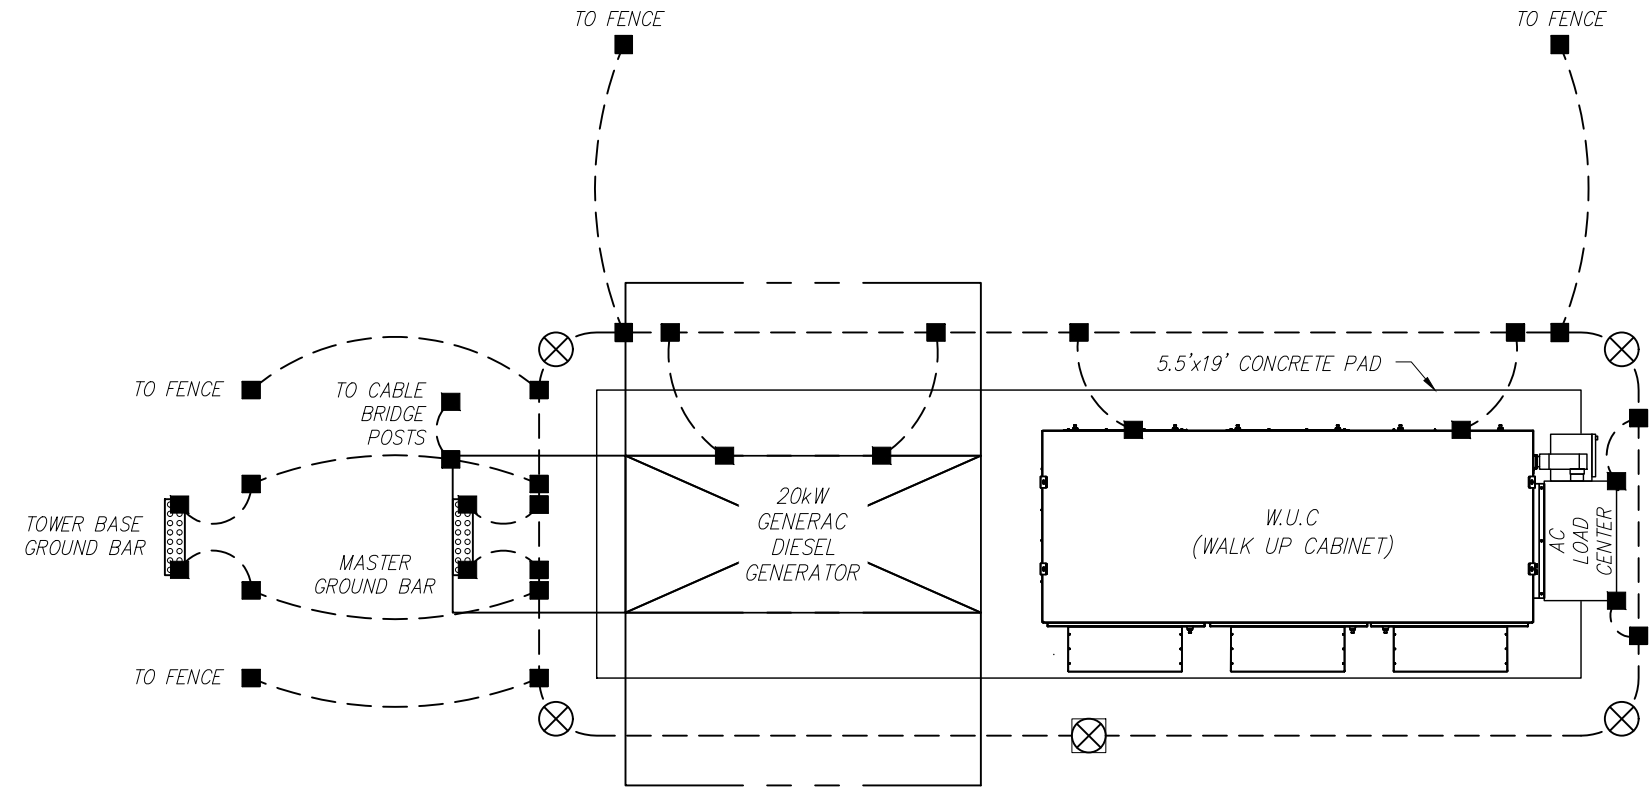 TO FENCE
TO FENCE
5.5'x19' CONCRETE PAD
TO FENCE
TO CABLE
BRIDGE
POSTS
TOWER BASE
GROUND BAR
MASTER
GROUND BAR
20kW
GENERAC
DIESEL
GENERATOR
W.U.C
(WALK UP CABINET)
AC
LOAD
CENTER
TO FENCE